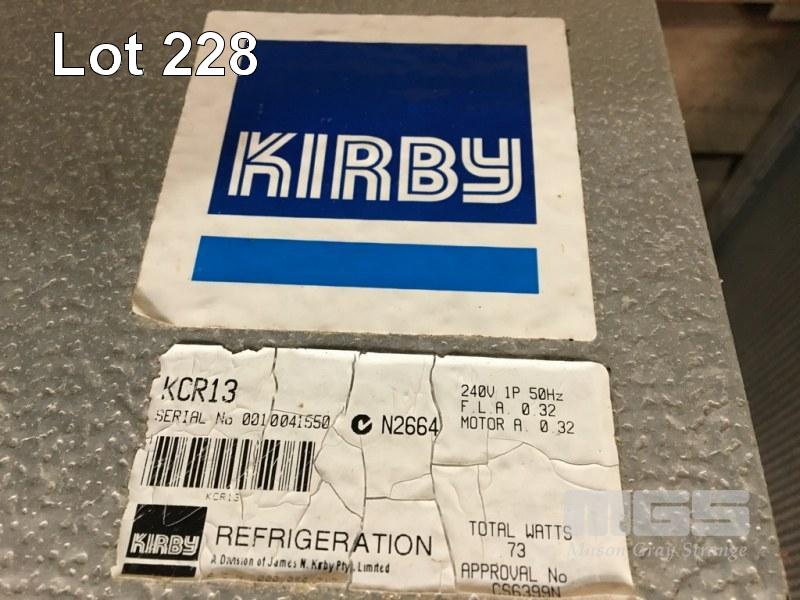 Lot 228
KIRBY
KCR13
SERIAL No 0010041550
N2664
240V 1P 50Hz
F.L.A. 0.32
MOTOR A. 0.32
KCR13
KIRBY
REFRIGERATION
A Division of James N. Kirby Pty. Limited
TOTAL WATTS
73
APPROVAL No
CS6399N
MGS
Mason Gray Strange